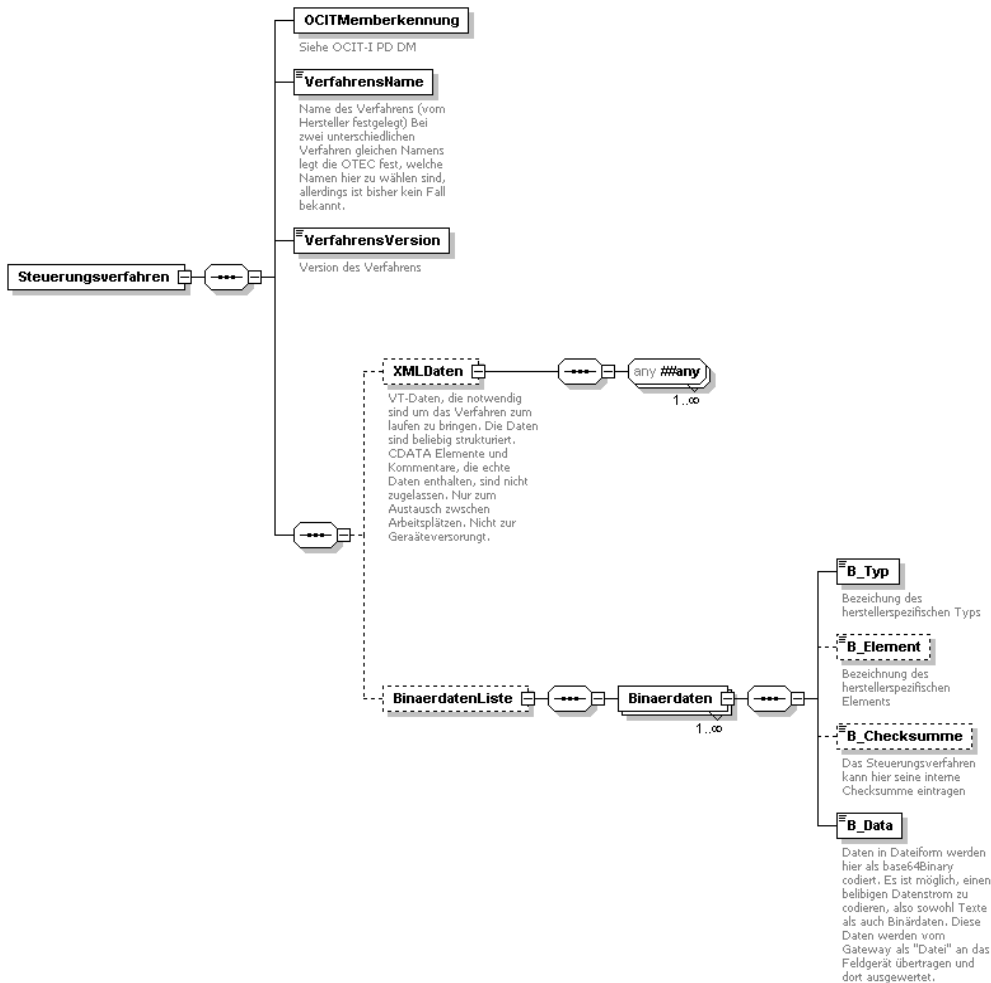 OCITMemberkennung
Siehe OCIT-I PD DM
VerfahrensName
Name des Verfahrens (vom
Hersteller festgelegt) Bei
zwei unterschiedlichen
Verfahren gleichen Namens
legt die OTEC fest, welche
Namen hier zu wählen sind,
allerdings ist bisher kein Fall
bekannt.
VerfahrensVersion
Version des Verfahrens
Steuerungsverfahren
XMLDaten
any ##any
1..∞
VT-Daten, die notwendig
sind um das Verfahren zum
laufen zu bringen. Die Daten
sind beliebig strukturiert.
CDATA Elemente und
Kommentare, die echte
Daten enthalten, sind nicht
zugelassen. Nur zum
Austausch zwschen
Arbeitsplätzen. Nicht zur
Geraäteversorungt.
BinaerdatenListe
Binaerdaten
1..∞
B_Typ
Bezeichung des
herstellerspezifischen Typs
B_Element
Bezeichnung des
herstellerspezifischen
Elements
B_Checksumme
Das Steuerungsverfahren
kann hier seine interne
Checksumme eintragen
B_Data
Daten in Dateiform werden
hier als base64Binary
codiert. Es ist möglich, einen
belibigen Datenstrom zu
codieren, also sowohl Texte
als auch Binärdaten. Diese
Daten werden vom
Gateway als "Datei" an das
Feldgerät übertragen und
dort ausgewertet.